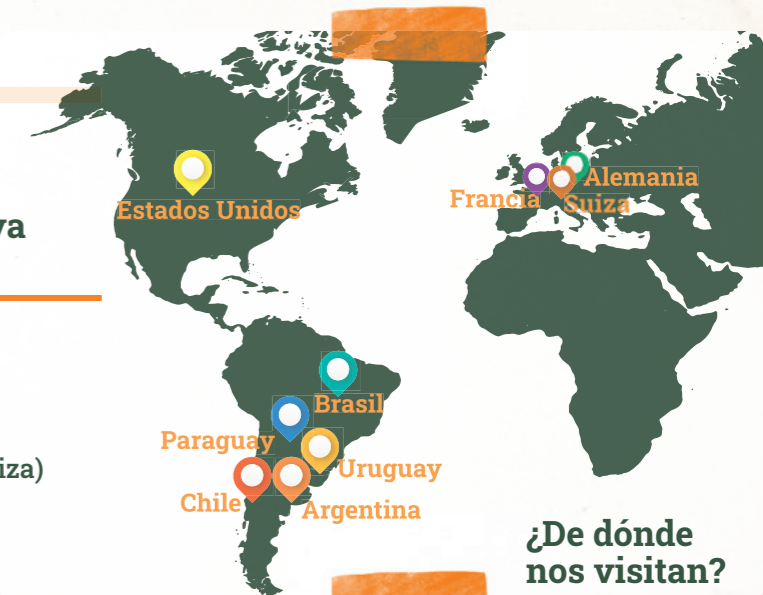 va
iza)
Estados Unidos
Francia
Alemania
Suiza
Brasil
Paraguay
Uruguay
Chile
Argentina
¿De dónde
nos visitan?